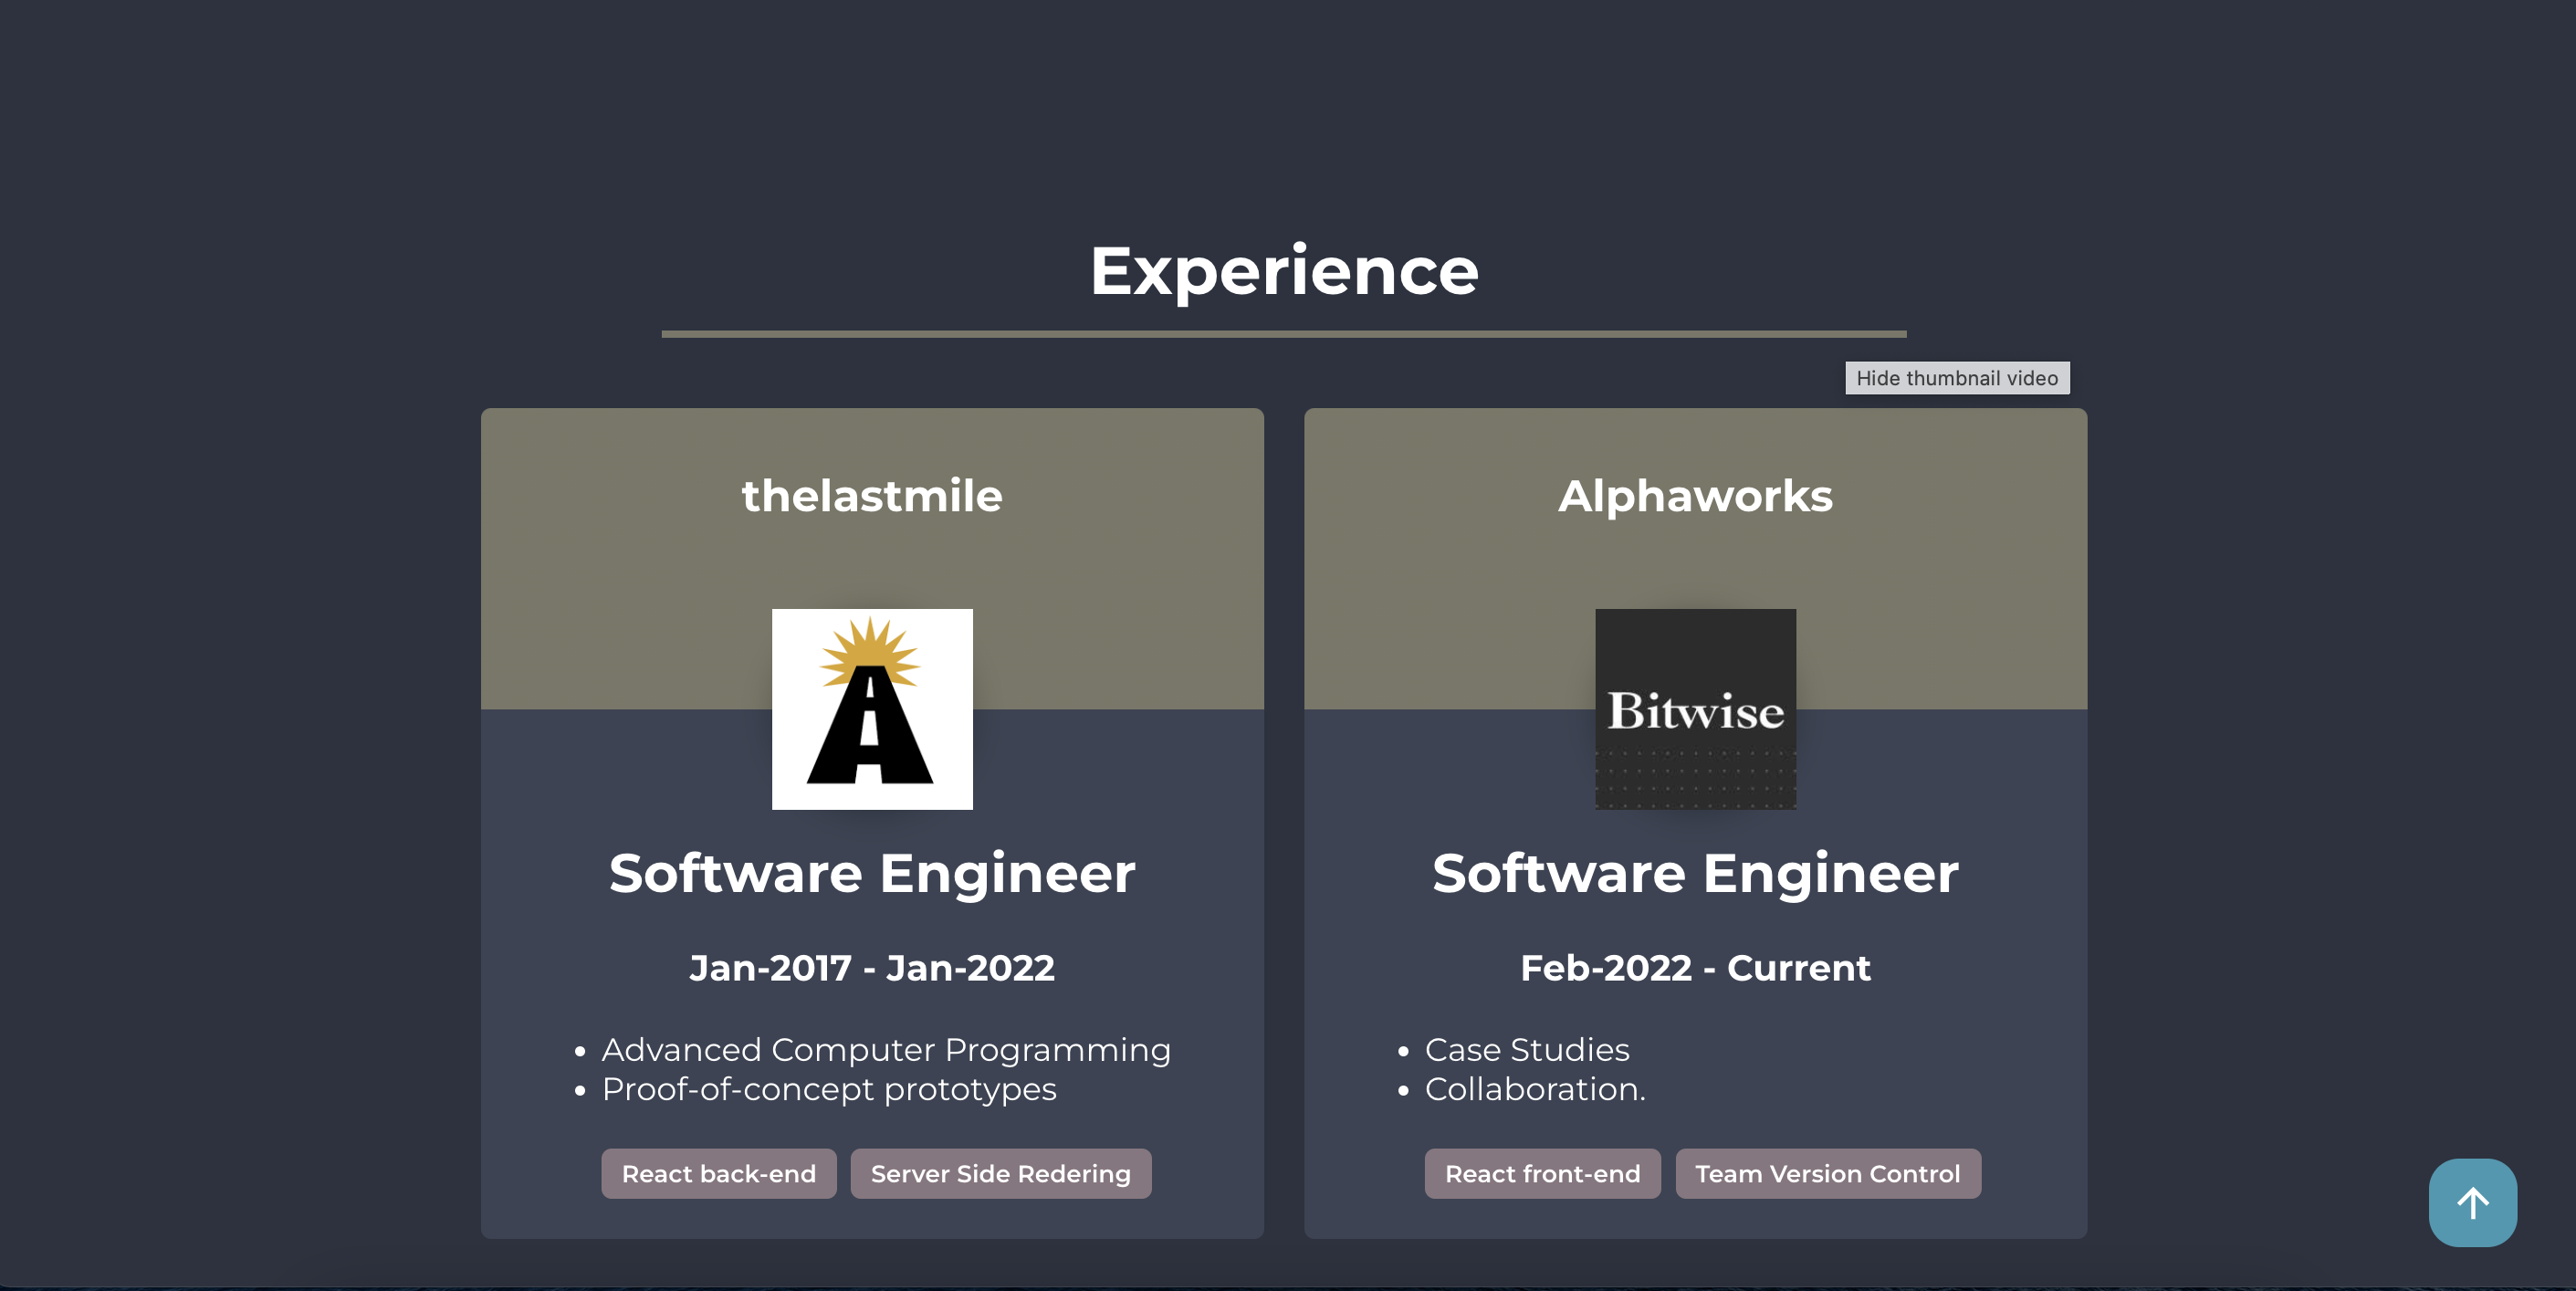 Experience
Hide thumbnail video
thelastmile
Software Engineer
Jan-2017 - Jan-2022
Advanced Computer Programming
Proof-of-concept prototypes
React back-end
Server Side Redering
Alphaworks
Bitwise
Software Engineer
Feb-2022 - Current
Case Studies
Collaboration.
React front-end
Team Version Control